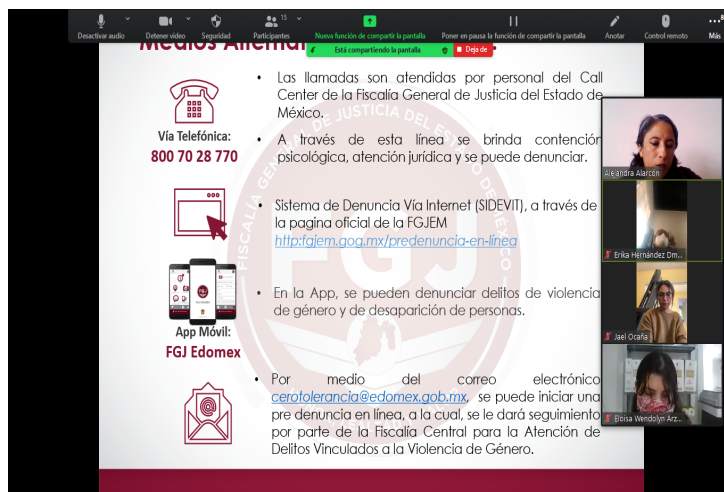 15
Desactivar audio
Detener video
Seguridad
Participantes
Nueva función de compartir la pantalla
Poner en pausa la función de compartir la pantalla
Anotar
Control remoto
Más
Está compartiendo la pantalla
Deja de
Medios
• Las llamadas son atendidas por personal del Call
Center de la Fiscalía General de Justicia del Estado de
México.
Vía Telefónica:
800 70 28 770
• A través de esta línea se brinda contención
psicológica, atención jurídica y se puede denunciar.
• Sistema de Denuncia Vía Internet (SIDEVIT), a través de
la pagina oficial de la FGJEM
http:fgjem.gog.mx/predenuncia-en-linea
• En la App, se pueden denunciar delitos de violencia
de género y de desaparición de personas.
App Móvil:
FGJ Edomex
• Por medio del correo electrónico
cerotolerancia@edomex.gob.mx, se puede iniciar una
pre denuncia en línea, a la cual, se le dará seguimiento
por parte de la Fiscalía Central para la Atención de
Delitos Vinculados a la Violencia de Género.
Alejandra Alarcón
Erika Hernández Dm...
Jael Ocaña
Eloisa Wendolyn Arz...
FGJ